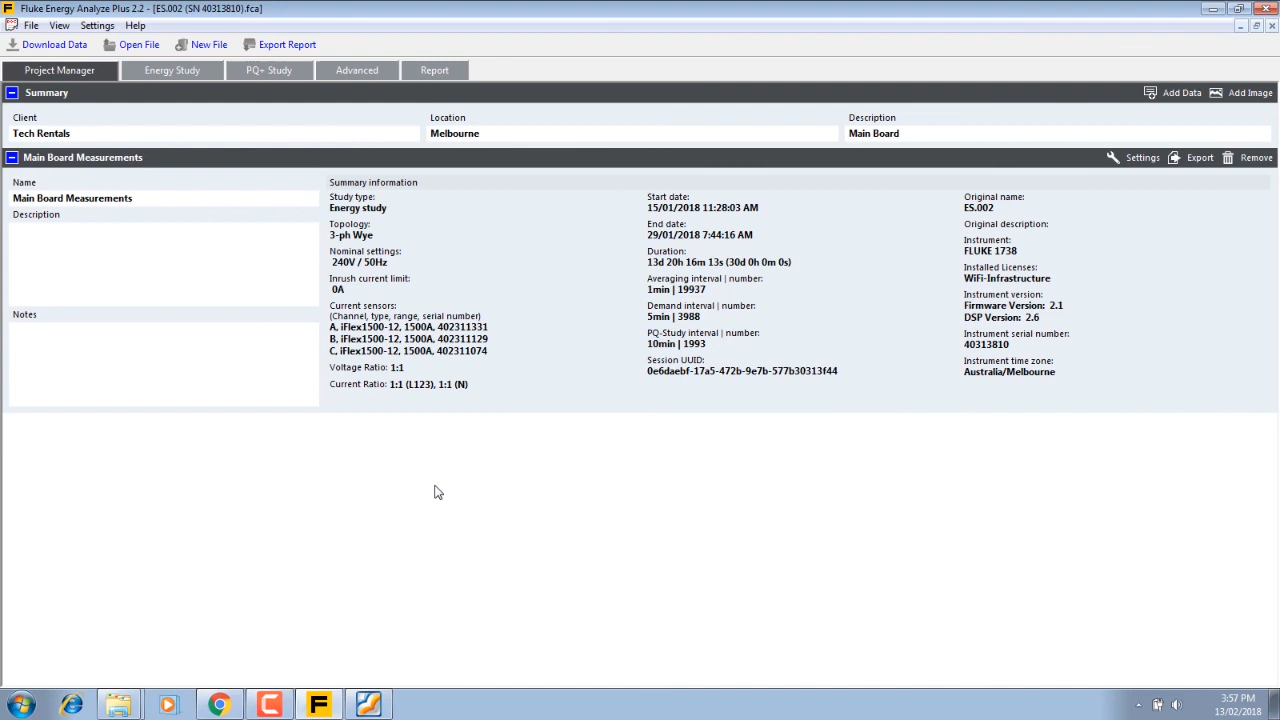 Fluke Energy Analyze Plus 2.2 - [ES.002 (SN 40313810).fca]
File View Settings Help
Download Data Open File New File Export Report
Project Manager Energy Study PQ+ Study Advanced Report
Summary Add Data Add Image
Client Location Description
Tech Rentals Melbourne Main Board
Main Board Measurements Settings Export Remove
Name
Main Board Measurements
Description
Notes
Summary information
Study type:
Energy study
Topology:
3-ph Wye
Nominal settings:
240V / 50Hz
Inrush current limit:
0A
Current sensors:
(Channel, type, range, serial number)
A, iFlex1500-12, 1500A, 402311331
B, iFlex1500-12, 1500A, 402311129
C, iFlex1500-12, 1500A, 402311074
Voltage Ratio: 1:1
Current Ratio: 1:1 (L123), 1:1 (N)
Start date:
15/01/2018 11:28:03 AM
End date:
29/01/2018 7:44:16 AM
Duration:
13d 20h 16m 13s (30d 0h 0m 0s)
Averaging interval | number:
1min | 19937
Demand interval | number:
5min | 3988
PQ-Study interval | number:
10min | 1993
Session UUID:
0e6daebf-17a5-472b-9e7b-577b30313f44
Original name:
ES.002
Original description:
Instrument:
FLUKE 1738
Installed Licenses:
WiFi-Infrastructure
Instrument version:
Firmware Version: 2.1
DSP Version: 2.6
Instrument serial number:
40313810
Instrument time zone:
Australia/Melbourne
3:57 PM
13/02/2018